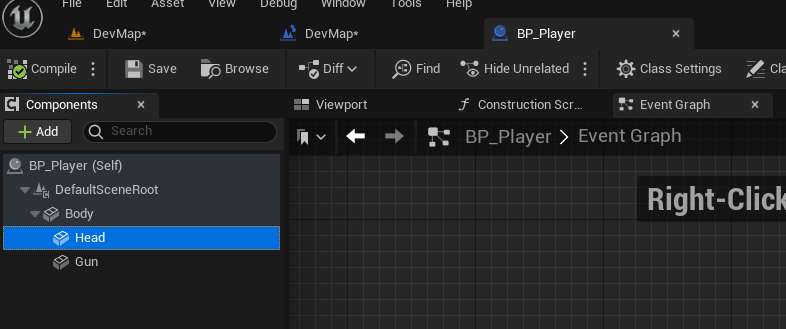 File Edit Asset View Debug Window Tools Help
DevMap* DevMap* BP_Player
Compile Save Browse Diff Find Hide Unrelated Class Settings Cla
Components Viewport Construction Scr... Event Graph
Add Search BP_Player Event Graph
BP_Player (Self)
DefaultSceneRoot Right-Click
Body
Head
Gun